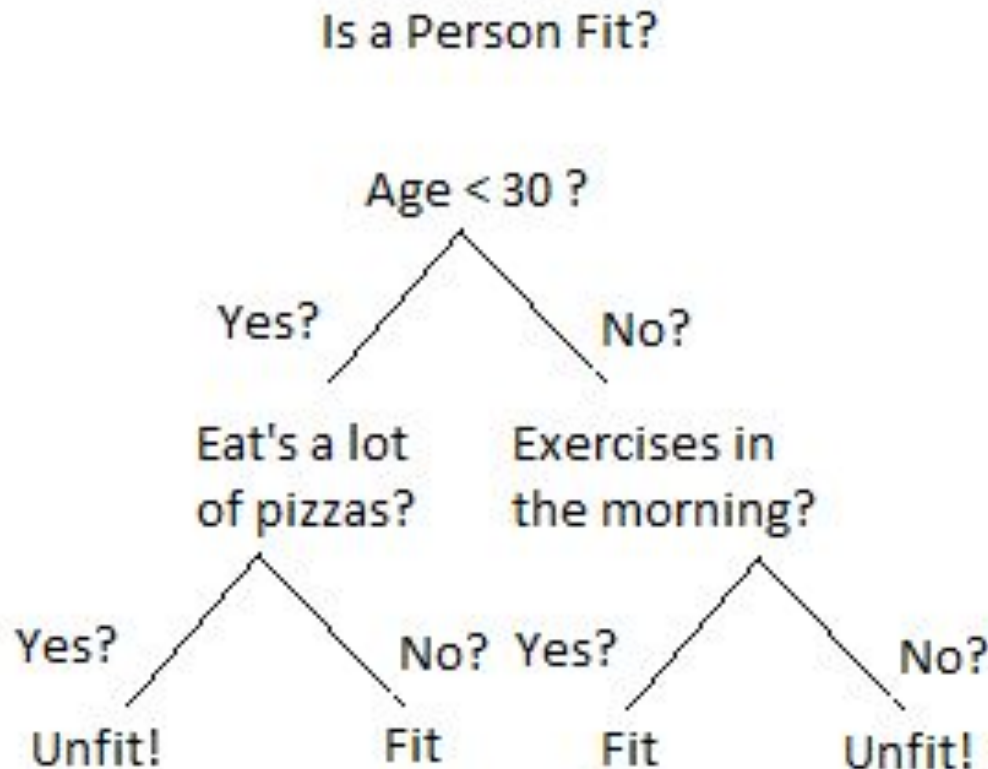 Is a Person Fit?
Age < 30 ?
Yes?
No?
Eat's a lot
of pizzas?
Exercises in
the morning?
Yes?
No?
Yes?
No?
Unfit!
Fit
Fit
Unfit!